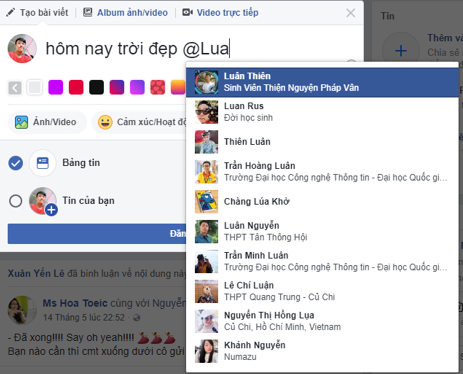 Tạo bài viết
Album ảnh/video
Video trực tiếp
hôm nay trời đẹp @Lua
Ảnh/Video
Cảm xúc/Hoạt độ
Bảng tin
Tin của bạn
Đăn
Luân Thiên
Sinh Viên Thiện Nguyện Pháp Vân
Luan Rus
Đời học sinh
Thiên Luân
Trần Hoàng Luân
Trường Đại học Công nghệ Thông tin - Đại học Quốc gi...
Chàng Lúa Khờ
Luân Nguyễn
THPT Tân Thông Hội
Trần Minh Luân
Trường Đại học Công nghệ Thông tin - Đại học Quốc gi...
Lê Chí Luận
THPT Quang Trung - Củ Chi
Nguyễn Thị Hồng Lụa
Củ Chi, Hồ Chí Minh, Vietnam
Khánh Nguyễn
Numazu
Tin
Thêm và
Chia sẻ
Xuân Yến Lê đã bình luận về nội dung này
Ms Hoa Toeic cùng với Nguyễn
14 Tháng 5 lúc 22:52
- Đã xong!!!! Say oh yeah!!!!
Bạn nào cần thì cmt xuống dưới cô gửi